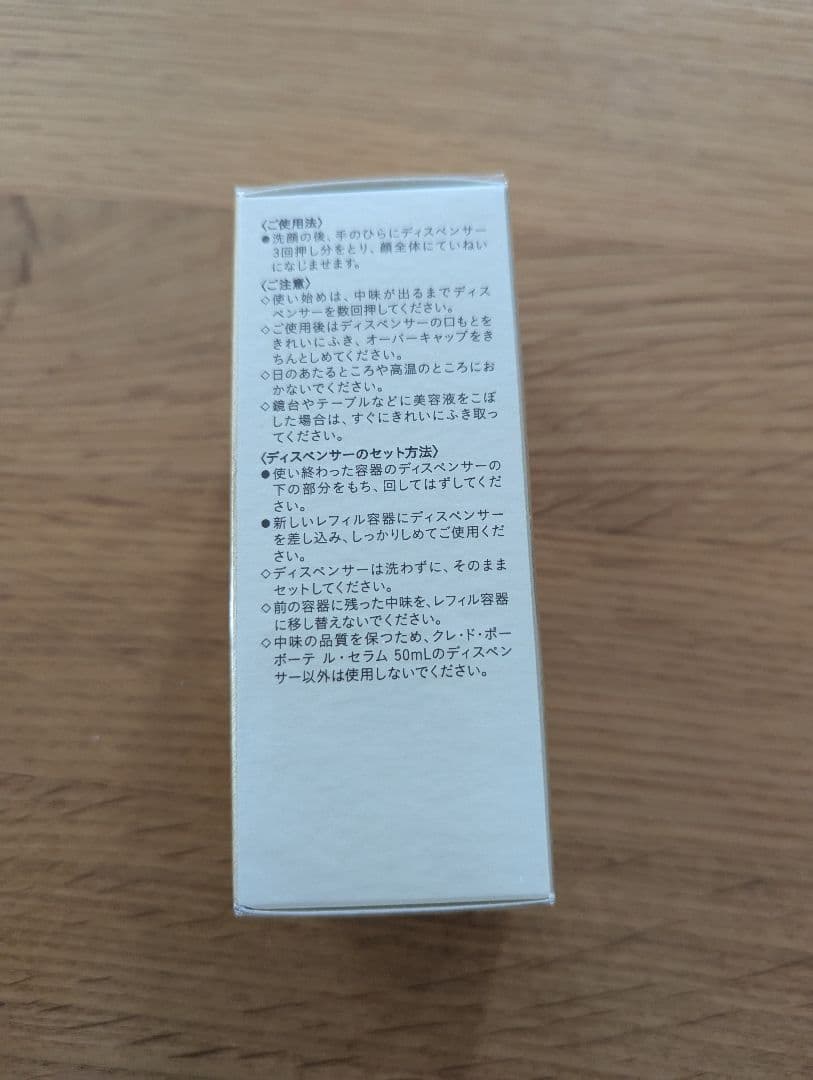 〈ご使用法〉
●洗顔の後、手のひらにディスペンサー
3回押し分をとり、顔全体にていねい
になじませます。
〈ご注意〉
◇使い始めは、中味が出るまでディス
ペンサーを数回押してください。
◇ご使用後はディスペンサーの口もとを
きれいにふき、オーバーキャップをき
ちんとしめてください。
◇日のあたるところや高温のところにお
かないでください。
◇鏡台やテーブルなどに美容液をこぼ
した場合は、すぐにきれいにふき取っ
てください。
〈ディスペンサーのセット方法〉
●使い終わった容器のディスペンサーの
下の部分をもち、回してはずしてくだ
さい。
●新しいレフィル容器にディスペンサー
を差し込み、しっかりしめてご使用くだ
さい。
◇ディスペンサーは洗わずに、そのまま
セットしてください。
◇前の容器に残った中味を、レフィル容器
に移し替えないでください。
◇中味の品質を保つため、クレ・ド・ポー
ボーテ ル・セラム 50mLのディスペン
サー以外は使用しないでください。